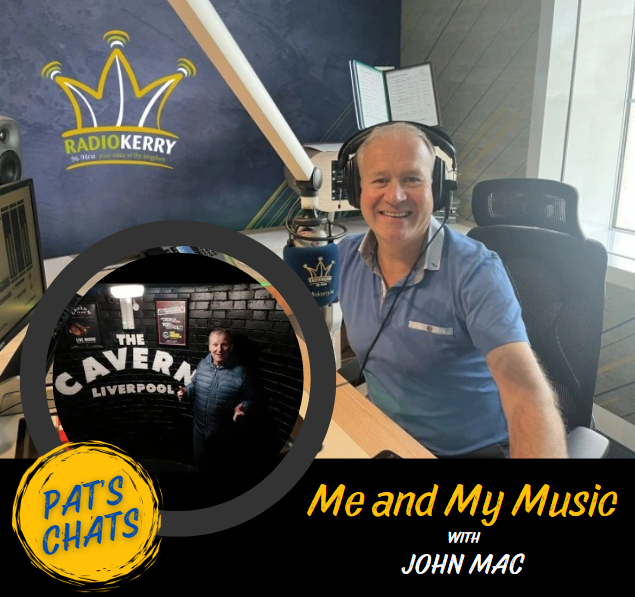 RADIOKERRY
THE
CAVERN
LIVERPOOL
PAT'S
CHATS
Me and My Music
WITH
JOHN MAC